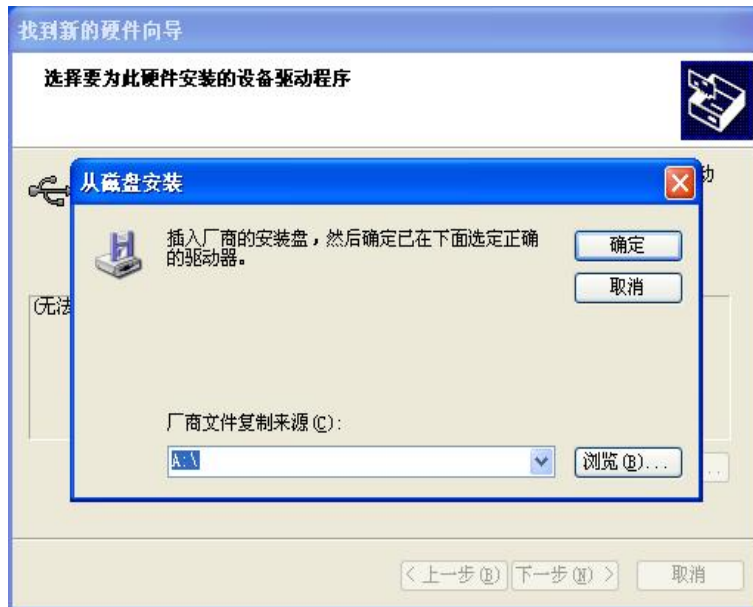 找到新的硬件向导
选择要为此硬件安装的设备驱动程序
动
从磁盘安装
插入厂商的安装盘，然后确定已在下面选定正确
的驱动器。
确定
取消
(无法
厂商文件复制来源(C):
A:\
浏览(B)...
..
< 上一步(B)
下一步(N) >
取消